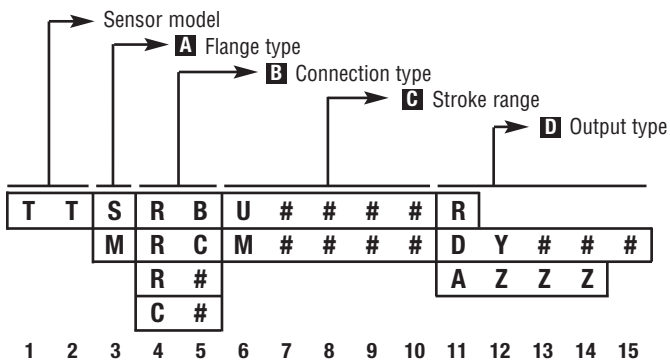 Sensor model
A Flange type
B Connection type
C Stroke range
D Output type
T T S R B U # # # # R
M R C M # # # # D Y # # #
R # A Z Z Z
C #
1 2 3 4 5 6 7 8 9 10 11 12 13 14 15